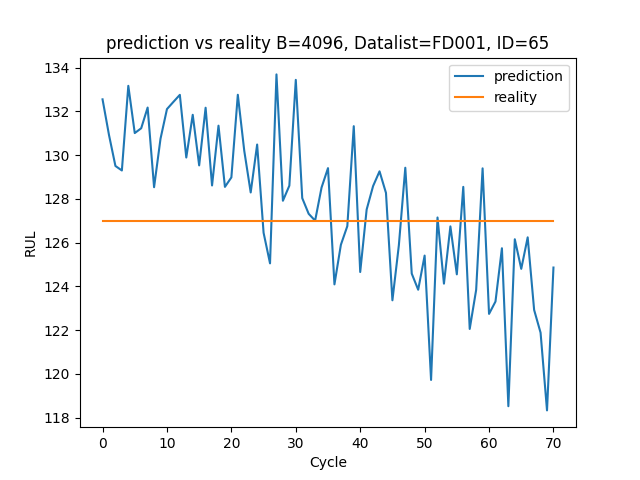 prediction vs reality B=4096, Datalist=FD001, ID=65
prediction
reality
RUL
134
132
130
128
126
124
122
120
118
0 10 20 30 40 50 60 70
Cycle